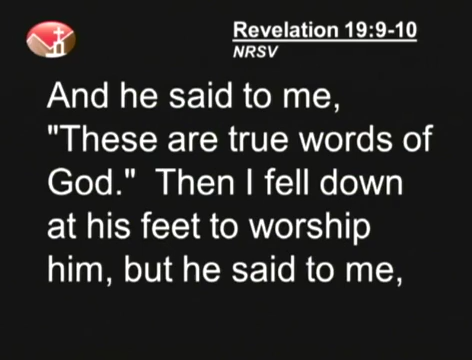 Revelation 19:9-10
NRSV
And he said to me,
"These are true words of
God."  Then I fell down
at his feet to worship
him, but he said to me,